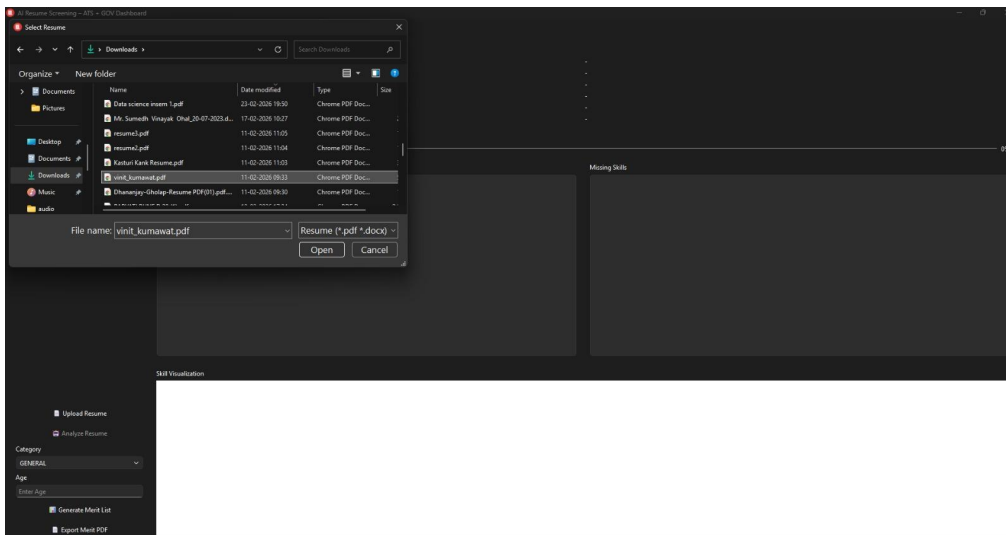 AI Resume Screening – ATS + GOV Dashboard
Select Resume
Downloads
Search Downloads
Organize
New folder
Name Date modified Type Size
Data science insem 1.pdf 23-02-2026 19:50 Chrome PDF Doc...
Mr. Sumedh Vinayak Ohal_20-07-2023.d... 17-02-2026 10:27 Chrome PDF Doc...
resume3.pdf 11-02-2026 11:05 Chrome PDF Doc...
resume2.pdf 11-02-2026 11:04 Chrome PDF Doc...
Kasturi Kank Resume.pdf 11-02-2026 11:03 Chrome PDF Doc...
vinit_kumawat.pdf 11-02-2026 09:33 Chrome PDF Doc...
Dhananjay-Gholap-Resume PDF(01).pdf.... 11-02-2026 09:30 Chrome PDF Doc...
Documents
Pictures
Desktop
Documents
Downloads
Music
audio
File name: vinit_kumawat.pdf Resume (*.pdf *.docx)
Open Cancel
Missing Skills
Skill Visualization
Upload Resume
Analyze Resume
Category
GENERAL
Age
Enter Age
Generate Merit List
Export Merit PDF